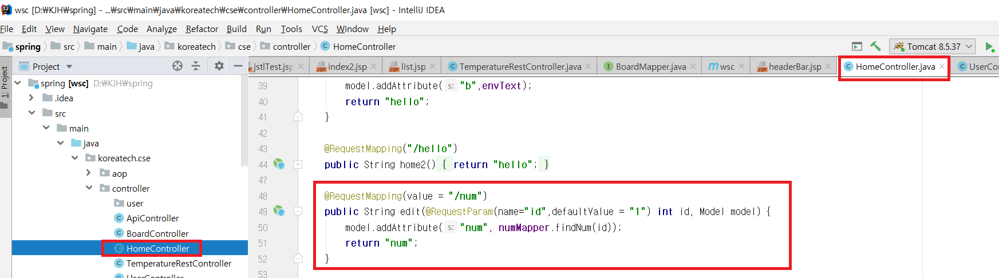 wsc [D:₩KJH₩spring] - ...₩src₩main₩java₩koreatech₩cse₩controller₩HomeController.java [wsc] - IntelliJ IDEA
File Edit View Navigate Code Analyze Refactor Build Run Tools VCS Window Help
spring src main java koreatech cse controller HomeController Tomcat 8.5.37
Project jstlTest.jsp index2.jsp list.jsp TemperatureRestController.java BoardMapper.java wsc headerBar.jsp HomeController.java UserCon
1: Project
spring [wsc] D:₩KJH₩spring
.idea
src
main
java
koreatech.cse
aop
controller
user
ApiController
BoardController
HomeController
TemperatureRestController
UserController
39 model.addAttribute( s: "b",envText);
40 return "hello";
41 }
42
43 @RequestMapping("/hello")
44 public String home2() { return "hello"; }
47
48 @RequestMapping(value = "/num")
49 public String edit(@RequestParam(name="id",defaultValue = "1") int id, Model model) {
50 model.addAttribute( s: "num", numMapper.findNum(id));
51 return "num";
52 }
53